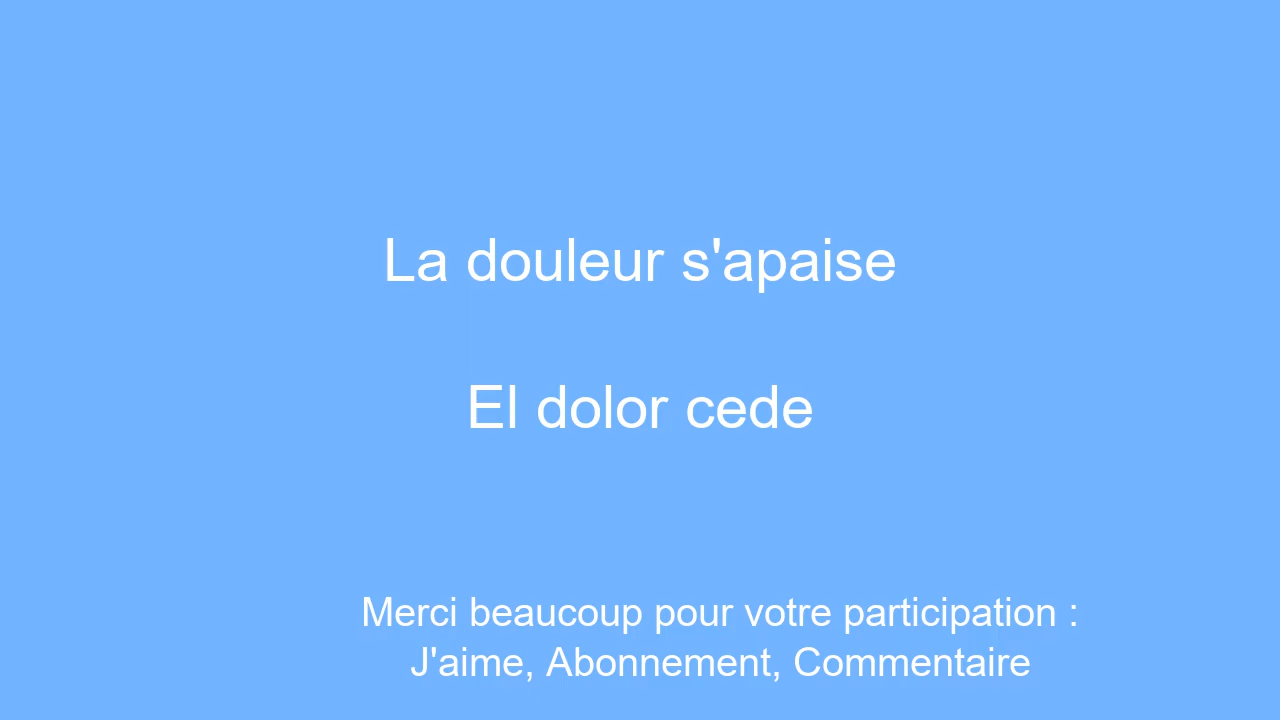 La douleur s'apaise
El dolor cede
Merci beaucoup pour votre participation :
J'aime, Abonnement, Commentaire